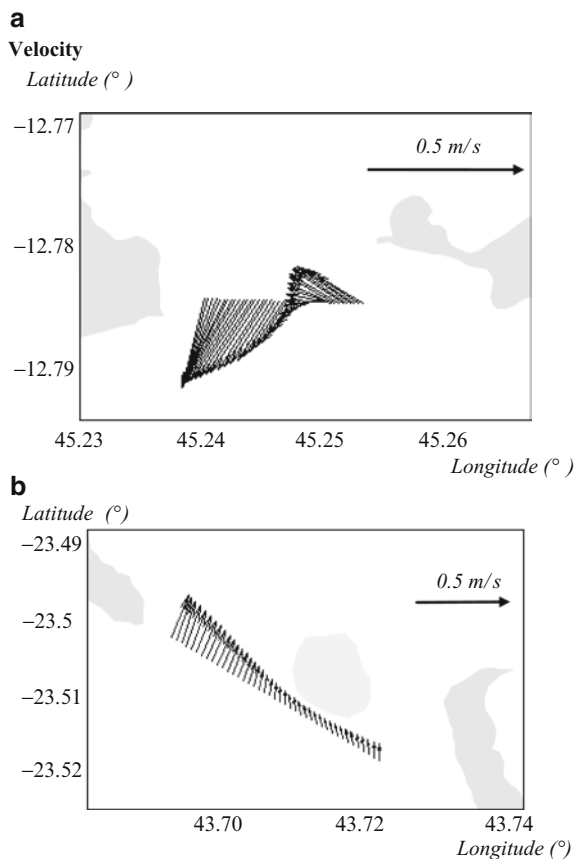 a
Velocity
Latitude (° )
−12.77
0.5 m/s
−12.78
−12.79
45.23 45.24 45.25 45.26
Longitude (° )
b
Latitude (°)
−23.49
0.5 m/s
−23.5
−23.51
−23.52
43.70 43.72 43.74
Longitude (°)